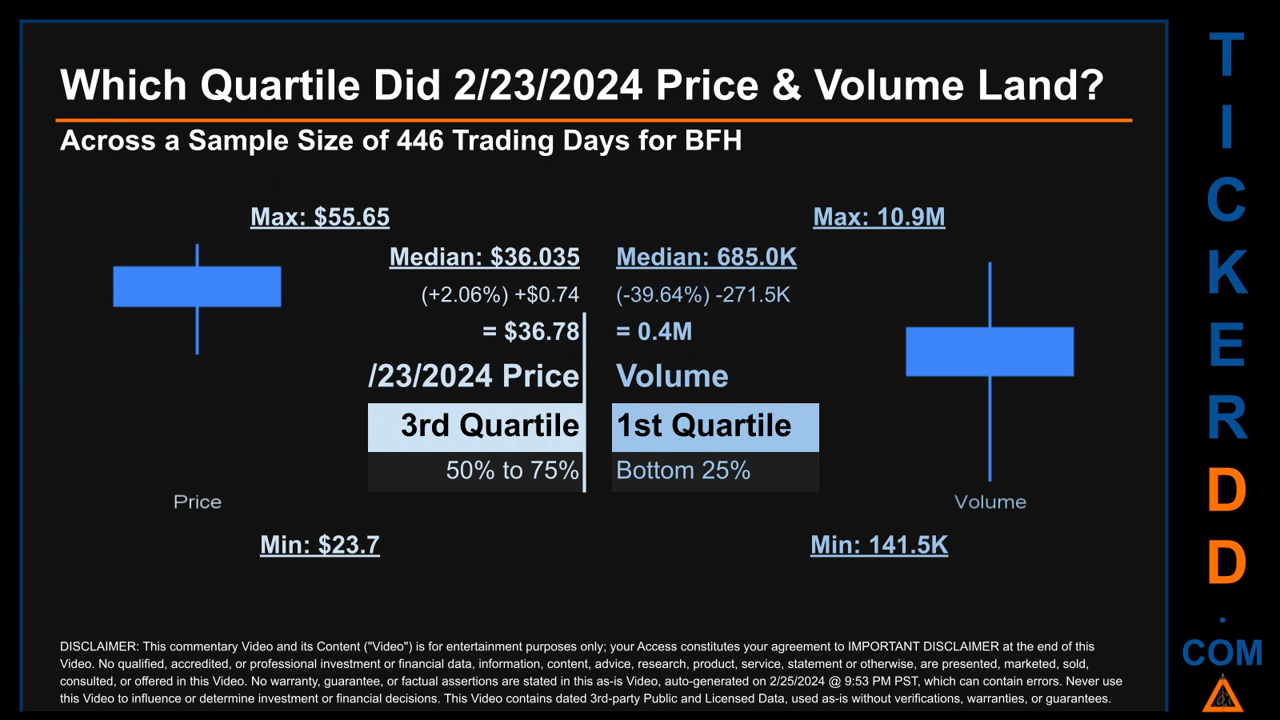 Which Quartile Did 2/23/2024 Price & Volume Land?
Across a Sample Size of 446 Trading Days for BFH
Max: $55.65
Median: $36.035
(+2.06%) +$0.74
= $36.78
/23/2024 Price
3rd Quartile
50% to 75%
Price
Min: $23.7
Max: 10.9M
Median: 685.0K
(-39.64%) -271.5K
= 0.4M
Volume
1st Quartile
Bottom 25%
Volume
Min: 141.5K
DISCLAIMER: This commentary Video and its Content ("Video") is for entertainment purposes only; your Access constitutes your agreement to IMPORTANT DISCLAIMER at the end of this
Video. No qualified, accredited, or professional investment or financial data, information, content, advice, research, product, service, statement or otherwise, are presented, marketed, sold,
consulted, or offered in this Video. No warranty, guarantee, or factual assertions are stated in this as-is Video, auto-generated on 2/25/2024 @ 9:53 PM PST, which can contain errors. Never use
this Video to influence or determine investment or financial decisions. This Video contains dated 3rd-party Public and Licensed Data, used as-is without verifications, warranties, or guarantees.
T
I
C
K
E
R
D
D
.
COM